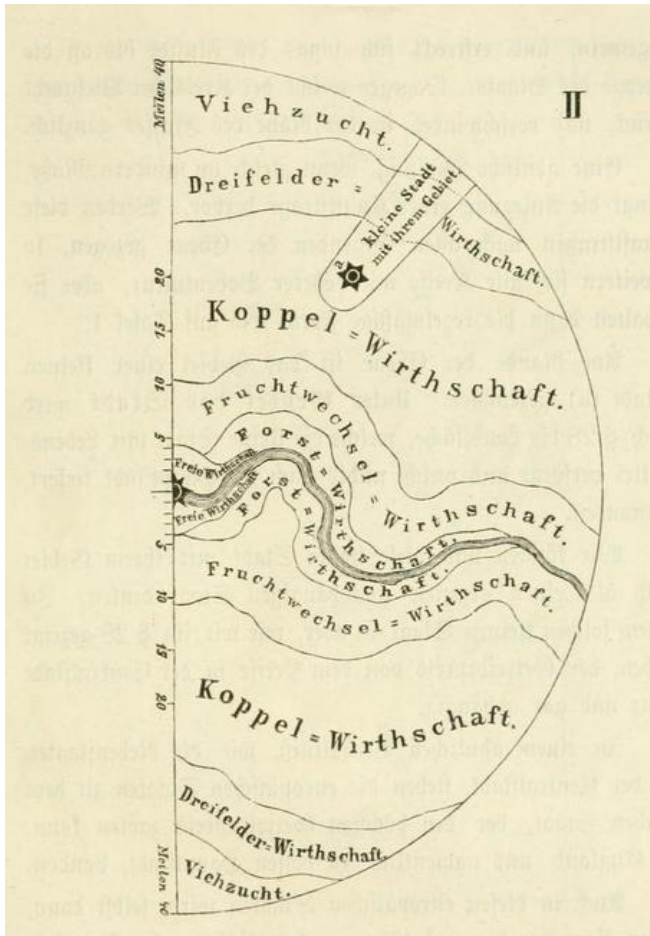 II
Meilen 40
Viehzucht.
Dreifelder =
Wirthschaft.
Kleine Stadt
mit ihrem Gebiet.
a
20
15
Koppel = Wirthschaft.
10
Fruchtwechsel = Wirthschaft.
5
Freie Wirthschaft
Forst = Wirthschaft.
Freie Wirthschaft
Forst = Wirthschaft.
5
Fruchtwechsel = Wirthschaft.
10
15
Koppel = Wirthschaft.
20
Dreifelder = Wirthschaft.
Viehzucht.
Meilen 40